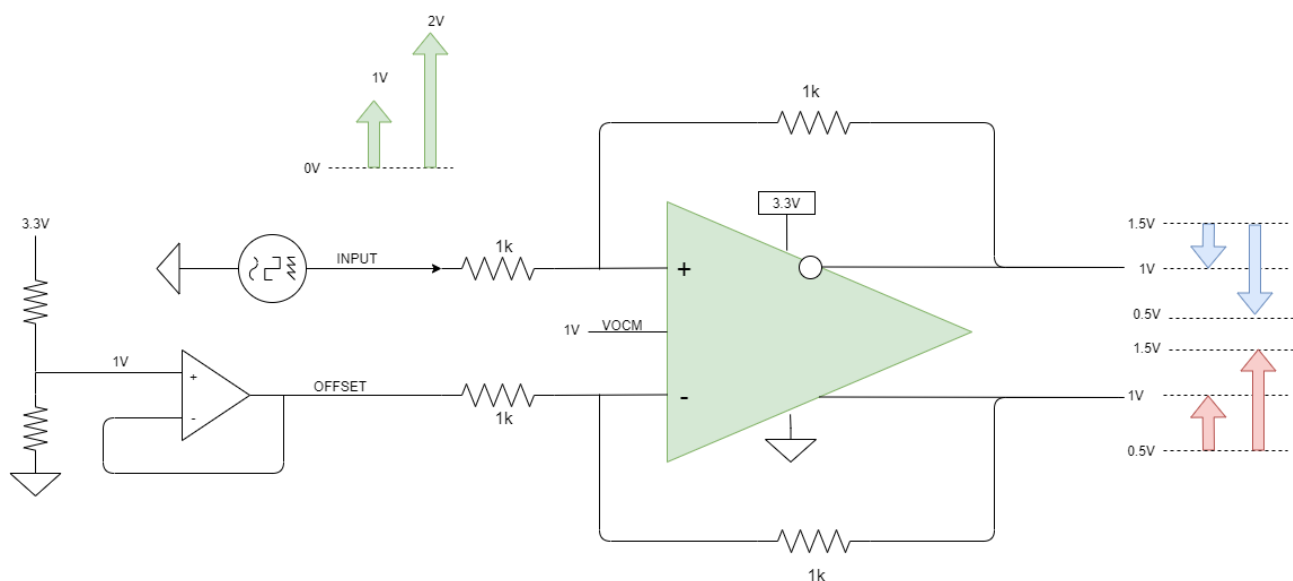 2V
1V
0V
1k
3.3V
3.3V
1k
INPUT
+
1V
VOCM
1V
+
-
OFFSET
1k
-
1k
1.5V
1V
0.5V
1.5V
1V
0.5V